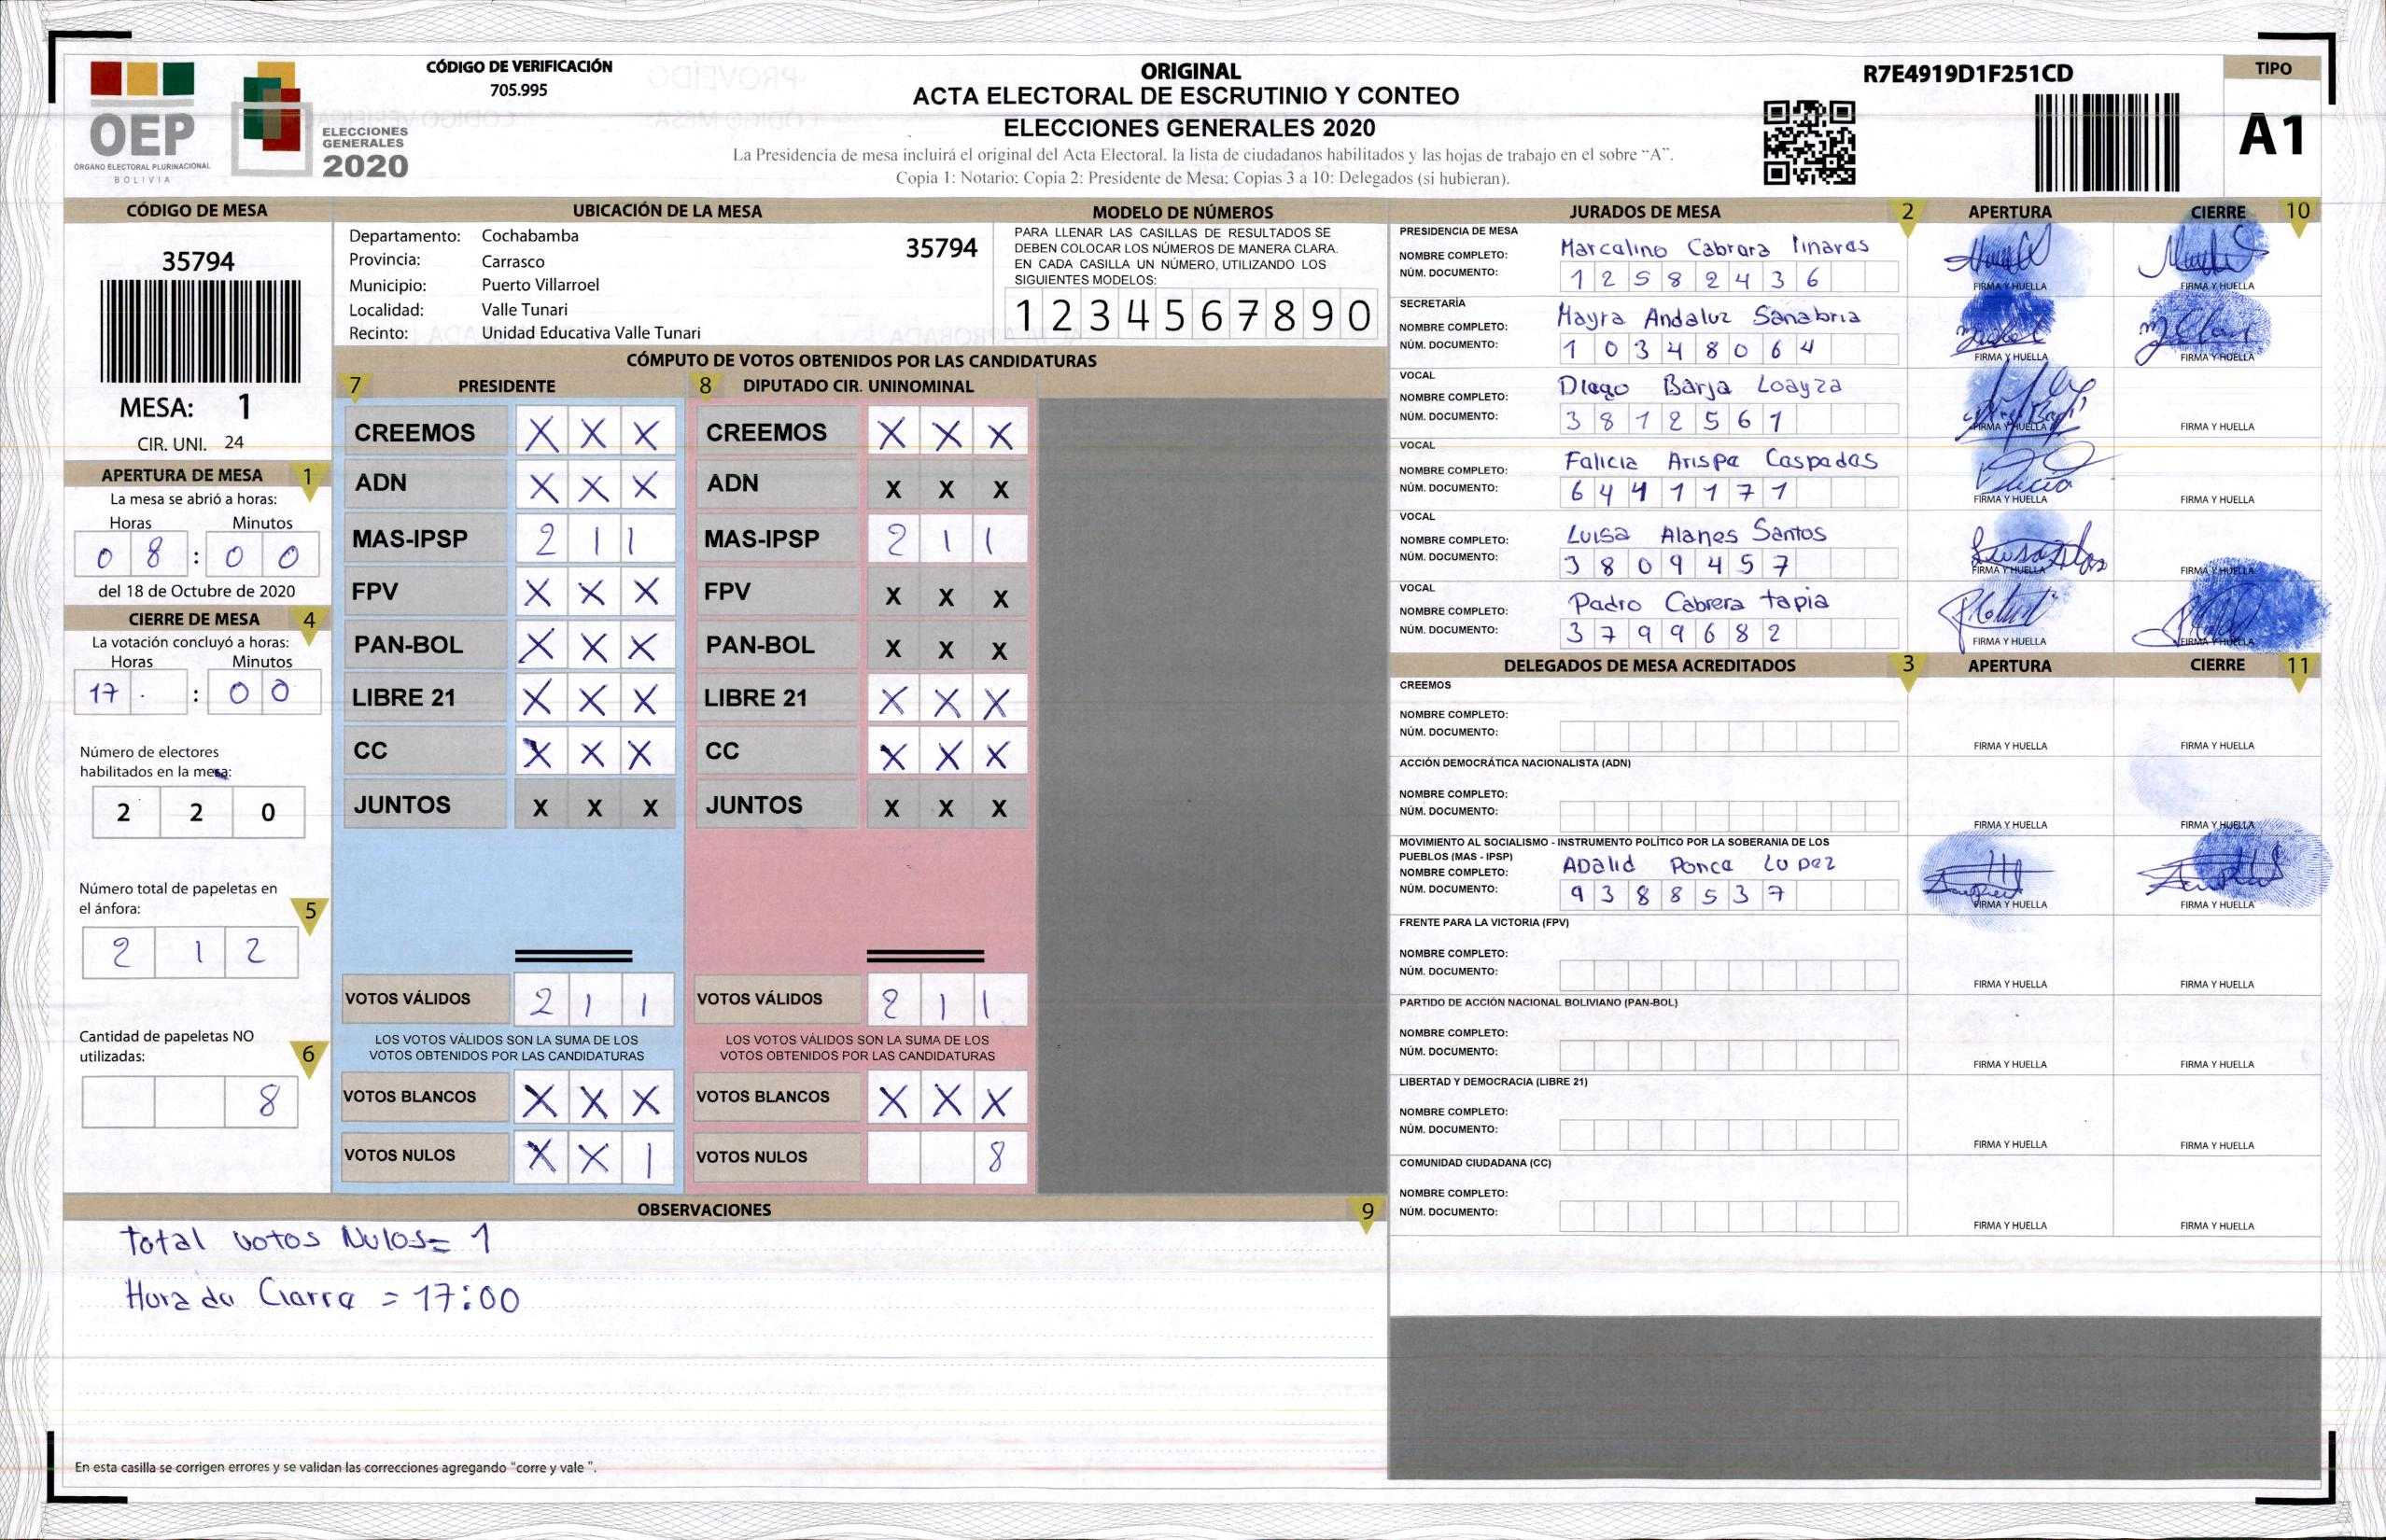 CÓDIGO DE VERIFICACIÓN
705.995
ORIGINAL
ACTA ELECTORAL DE ESCRUTINIO Y CONTEO
ELECCIONES GENERALES 2020
La Presidencia de mesa incluirá el original del Acta Electoral. la lista de ciudadanos habilitados y las hojas de trabajo en el sobre "A".
Copia 1: Notario; Copia 2: Presidente de Mesa; Copias 3 a 10: Delegados (si hubieran).
R7E4919D1F251CD
TIPO
A1
OEP
ÓRGANO ELECTORAL PLURINACIONAL
BOLIVIA
ELECCIONES
GENERALES
2020
CÓDIGO DE MESA
35794
MESA: 1
CIR. UNI. 24
UBICACIÓN DE LA MESA
Departamento: Cochabamba
35794
Provincia: Carrasco
Municipio: Puerto Villarroel
Localidad: Valle Tunari
Recinto: Unidad Educativa Valle Tunari
MODELO DE NÚMEROS
PARA LLENAR LAS CASILLAS DE RESULTADOS SE
DEBEN COLOCAR LOS NÚMEROS DE MANERA CLARA.
EN CADA CASILLA UN NÚMERO, UTILIZANDO LOS
SIGUIENTES MODELOS:
1 2 3 4 5 6 7 8 9 0
APERTURA DE MESA 1
La mesa se abrió a horas:
Horas Minutos
0 8 : 0 0
del 18 de Octubre de 2020
CIERRE DE MESA 4
La votación concluyó a horas:
Horas Minutos
17 : 0 0
Número de electores
habilitados en la mesa:
2 2 0
Número total de papeletas en
el ánfora: 5
2 1 2
Cantidad de papeletas NO
utilizadas: 6
8
CÓMPUTO DE VOTOS OBTENIDOS POR LAS CANDIDATURAS
7 PRESIDENTE
CREEMOS X X X
ADN X X X
MAS-IPSP 2 1 1
FPV X X X
PAN-BOL X X X
LIBRE 21 X X X
CC X X X
JUNTOS X X X
VOTOS VÁLIDOS 2 1 1
LOS VOTOS VÁLIDOS SON LA SUMA DE LOS
VOTOS OBTENIDOS POR LAS CANDIDATURAS
VOTOS BLANCOS X X X
VOTOS NULOS X X 1
8 DIPUTADO CIR. UNINOMINAL
CREEMOS X X X
ADN X X X
MAS-IPSP 2 1 1
FPV X X X
PAN-BOL X X X
LIBRE 21 X X X
CC X X X
JUNTOS X X X
VOTOS VÁLIDOS 2 1 1
LOS VOTOS VÁLIDOS SON LA SUMA DE LOS
VOTOS OBTENIDOS POR LAS CANDIDATURAS
VOTOS BLANCOS X X X
VOTOS NULOS 8
OBSERVACIONES 9
Total votos Nulos= 1
Hora de Cierre = 17:00
En esta casilla se corrigen errores y se validan las correcciones agregando "corre y vale ".
JURADOS DE MESA 2 APERTURA CIERRE 10
PRESIDENCIA DE MESA
NOMBRE COMPLETO: Marcelino Cabrera Linares
NÚM. DOCUMENTO: 1 2 5 8 2 4 3 6
FIRMA Y HUELLA FIRMA Y HUELLA
SECRETARÍA
NOMBRE COMPLETO: Mayra Andaluz Sanabria
NÚM. DOCUMENTO: 1 0 3 4 8 0 6 4
FIRMA Y HUELLA FIRMA Y HUELLA
VOCAL
NOMBRE COMPLETO: Diego Barja Loayza
NÚM. DOCUMENTO: 3 8 1 2 5 6 1
FIRMA Y HUELLA FIRMA Y HUELLA
VOCAL
NOMBRE COMPLETO: Felicia Arispe Cespedes
NÚM. DOCUMENTO: 6 4 4 1 1 7 1
FIRMA Y HUELLA FIRMA Y HUELLA
VOCAL
NOMBRE COMPLETO: Luisa Alanes Santos
NÚM. DOCUMENTO: 3 8 0 9 4 5 7
FIRMA Y HUELLA FIRMA Y HUELLA
VOCAL
NOMBRE COMPLETO: Pedro Cabrera tapia
NÚM. DOCUMENTO: 3 7 9 9 6 8 2
FIRMA Y HUELLA FIRMA Y HUELLA
DELEGADOS DE MESA ACREDITADOS 3 APERTURA CIERRE 11
CREEMOS
NOMBRE COMPLETO:
NÚM. DOCUMENTO:
FIRMA Y HUELLA FIRMA Y HUELLA
ACCIÓN DEMOCRÁTICA NACIONALISTA (ADN)
NOMBRE COMPLETO:
NÚM. DOCUMENTO:
FIRMA Y HUELLA FIRMA Y HUELLA
MOVIMIENTO AL SOCIALISMO - INSTRUMENTO POLÍTICO POR LA SOBERANIA DE LOS
PUEBLOS (MAS - IPSP)
NOMBRE COMPLETO: Adalid Ponce Lopez
NÚM. DOCUMENTO: 9 3 8 8 5 3 7
FIRMA Y HUELLA FIRMA Y HUELLA
FRENTE PARA LA VICTORIA (FPV)
NOMBRE COMPLETO:
NÚM. DOCUMENTO:
FIRMA Y HUELLA FIRMA Y HUELLA
PARTIDO DE ACCIÓN NACIONAL BOLIVIANO (PAN-BOL)
NOMBRE COMPLETO:
NÚM. DOCUMENTO:
FIRMA Y HUELLA FIRMA Y HUELLA
LIBERTAD Y DEMOCRACIA (LIBRE 21)
NOMBRE COMPLETO:
NÚM. DOCUMENTO:
FIRMA Y HUELLA FIRMA Y HUELLA
COMUNIDAD CIUDADANA (CC)
NOMBRE COMPLETO:
NÚM. DOCUMENTO:
FIRMA Y HUELLA FIRMA Y HUELLA